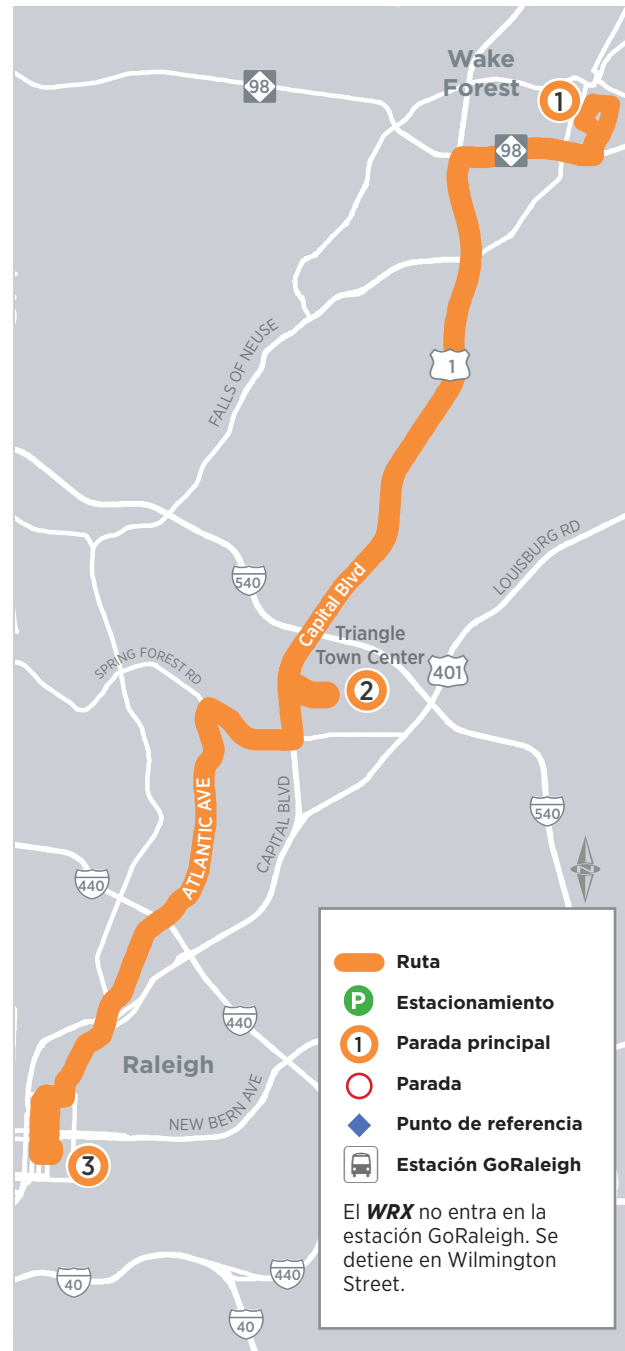 Wake
Forest
98
1
98
FALLS OF NEUSE
1
LOUISBURG RD
540
Capital Blvd
Triangle
Town Center
SPRING FOREST RD
401
2
ATLANTIC AVE
CAPITAL BLVD
540
440
N
440
Raleigh
NEW BERN AVE
3
40
440
40
Ruta
P Estacionamiento
1 Parada principal
Parada
Punto de referencia
Estación GoRaleigh
El WRX no entra en la
estación GoRaleigh. Se
detiene en Wilmington
Street.